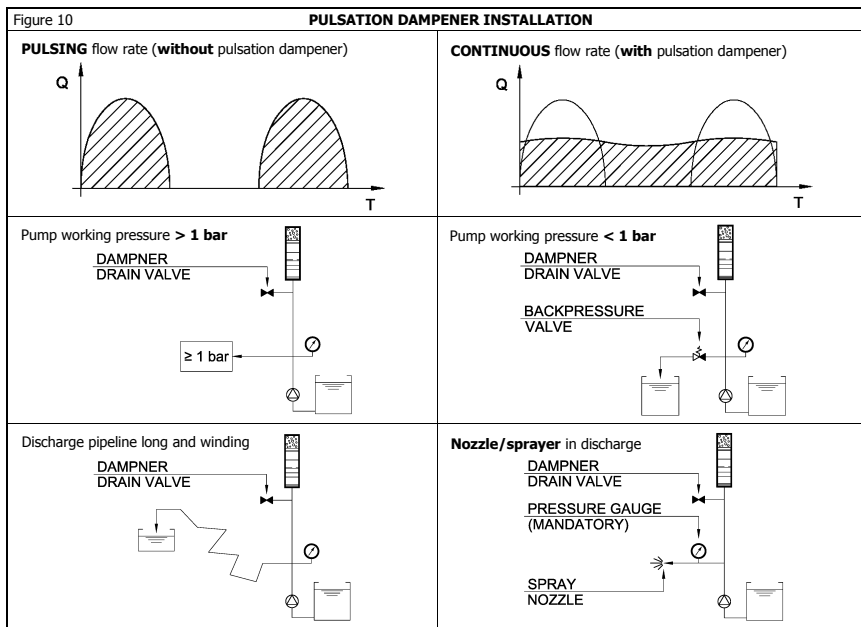 Figure 10
PULSATION DAMPENER INSTALLATION
PULSING flow rate (without pulsation dampener)
Q
T
CONTINUOUS flow rate (with pulsation dampener)
Q
T
Pump working pressure > 1 bar
DAMPNER
DRAIN VALVE
≥ 1 bar
Pump working pressure < 1 bar
DAMPNER
DRAIN VALVE
BACKPRESSURE
VALVE
Discharge pipeline long and winding
DAMPNER
DRAIN VALVE
Nozzle/sprayer in discharge
DAMPNER
DRAIN VALVE
PRESSURE GAUGE
(MANDATORY)
SPRAY
NOZZLE